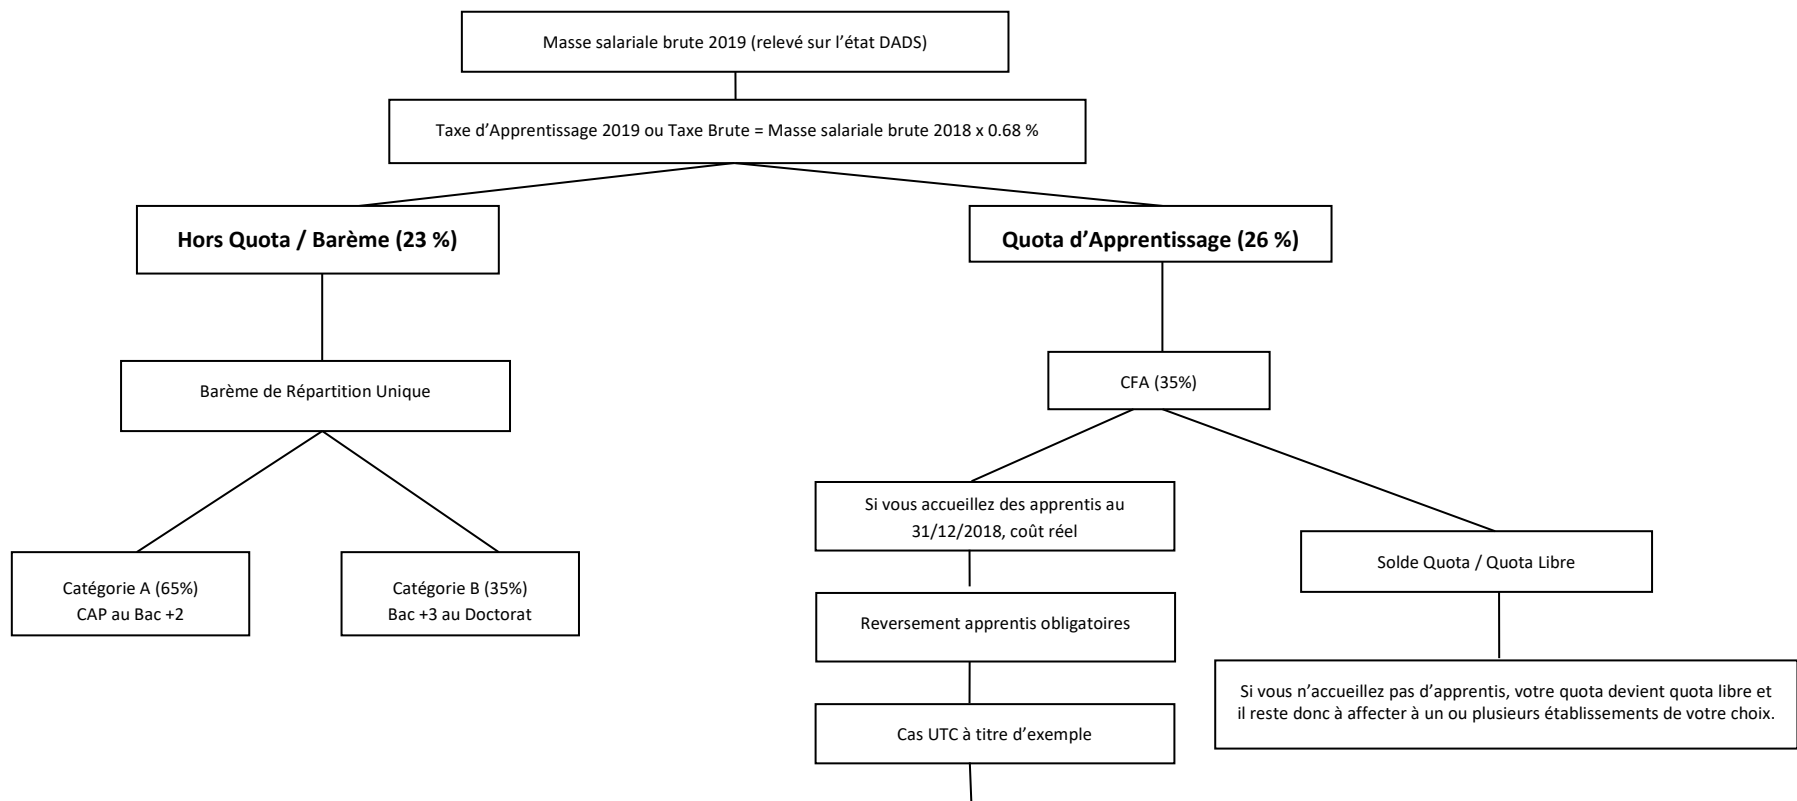 Masse salariale brute 2019 (relevé sur l’état DADS)
Taxe d’Apprentissage 2019 ou Taxe Brute = Masse salariale brute 2018 x 0.68 %
Hors Quota / Barème (23 %)
Quota d’Apprentissage (26 %)
Barème de Répartition Unique
CFA (35%)
Catégorie A (65%)
CAP au Bac +2
Catégorie B (35%)
Bac +3 au Doctorat
Si vous accueillez des apprentis au
31/12/2018, coût réel
Reversement apprentis obligatoires
Cas UTC à titre d’exemple
Solde Quota / Quota Libre
Si vous n’accueillez pas d’apprentis, votre quota devient quota libre et
il reste donc à affecter à un ou plusieurs établissements de votre choix.